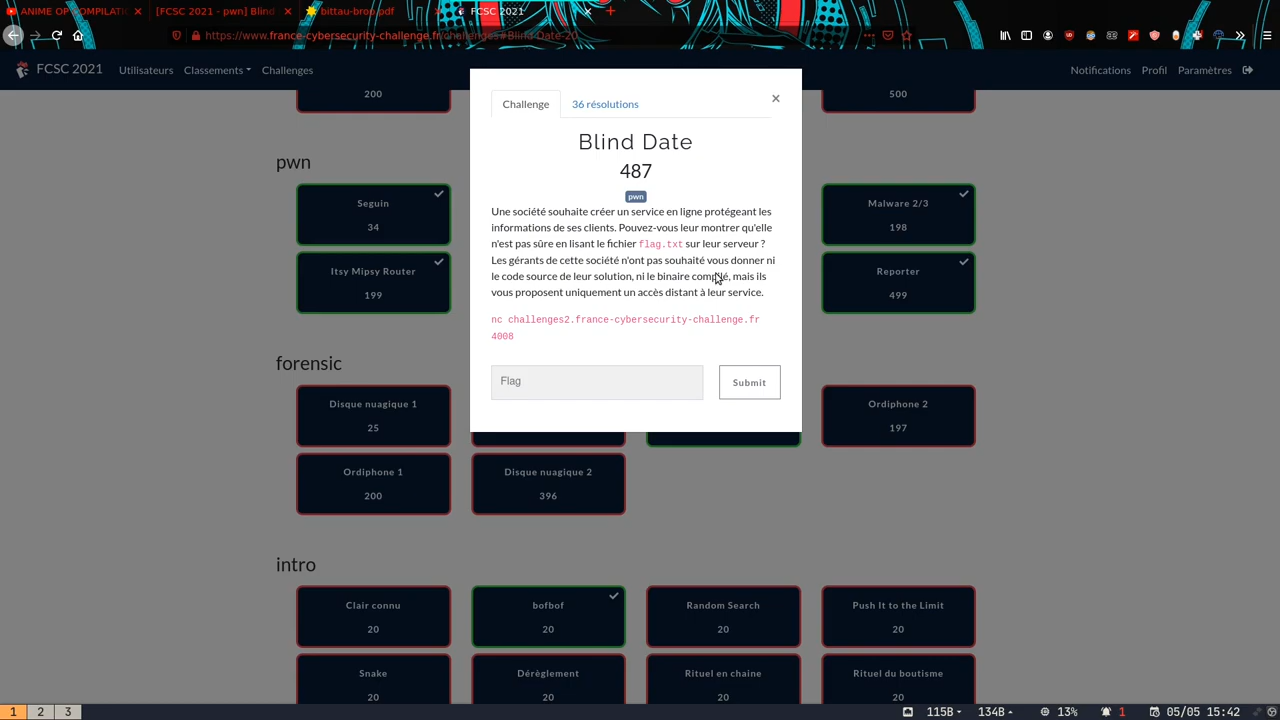 ANIME OP COMPILATI
[FCSC 2021 - pwn] Blind
bittau-brop.pdf
FCSC 2021
https://www.france-cybersecurity-challenge.fr/challenges#Blind-Date-20
FCSC 2021
Utilisateurs
Classements
Challenges
Notifications
Profil
Paramètres
200
500
Challenge
36 résolutions
×
Blind Date
487
pwn
Une société souhaite créer un service en ligne protégeant les
informations de ses clients. Pouvez-vous leur montrer qu'elle
n'est pas sûre en lisant le fichier flag.txt sur leur serveur ?
Les gérants de cette société n'ont pas souhaité vous donner ni
le code source de leur solution, ni le binaire compilé, mais ils
vous proposent uniquement un accès distant à leur service.
nc challenges2.france-cybersecurity-challenge.fr
4008
Flag
Submit
pwn
Seguin
34
Malware 2/3
198
Itsy Mipsy Router
199
Reporter
499
forensic
Disque nuagique 1
25
Ordiphone 2
197
Ordiphone 1
200
Disque nuagique 2
396
intro
Clair connu
20
bofbof
20
Random Search
20
Push It to the Limit
20
Snake
20
Dérèglement
20
Rituel en chaine
20
Rituel du boutisme
20
1 2 3
115B
134B
13%
1
05/05 15:42